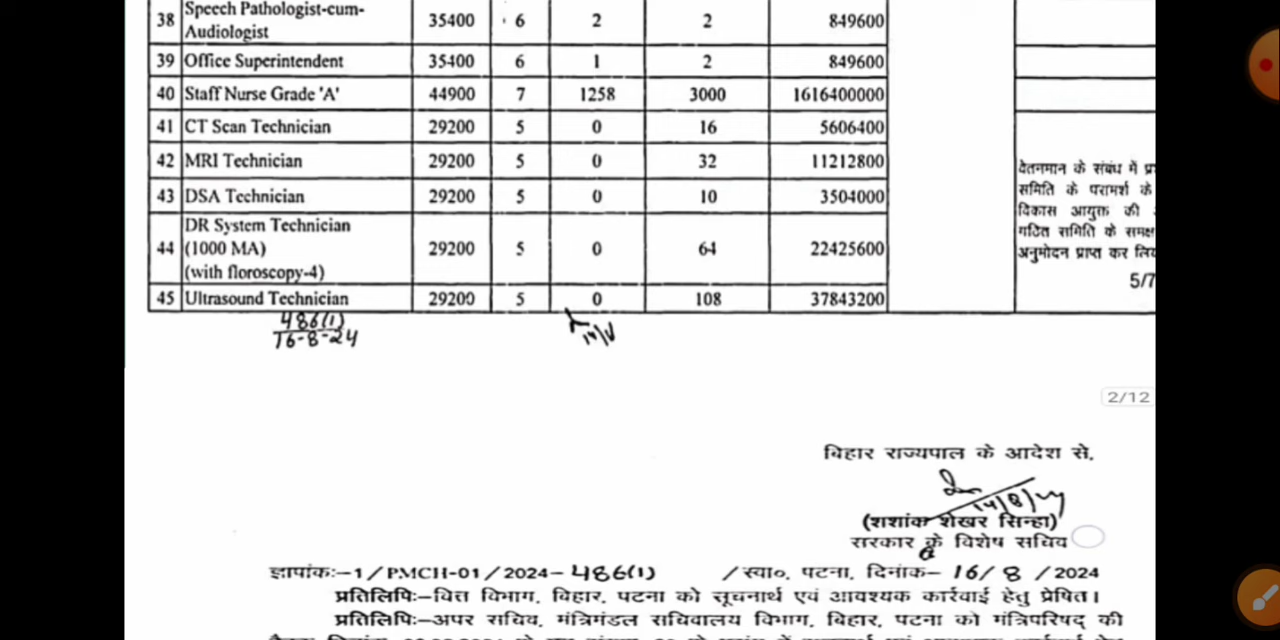 38 Speech Pathologist-cum-Audiologist 35400 6 2 2 849600
39 Office Superintendent 35400 6 1 2 849600
40 Staff Nurse Grade 'A' 44900 7 1258 3000 1616400000
41 CT Scan Technician 29200 5 0 16 5606400
42 MRI Technician 29200 5 0 32 11212800
43 DSA Technician 29200 5 0 10 3504000
44 DR System Technician (1000 MA) (with floroscopy-4) 29200 5 0 64 22425600
45 Ultrasound Technician 29200 5 0 108 37843200
वेतनमान के संबंध में
समिति के परामर्श के
विकास आयुक्त की
गठित समिति के समक्ष
अनुमोदन प्राप्त कर
5/7
486(1)
16-8-24
2/12
बिहार राज्यपाल के आदेश से,
14/8/24
(शशांक शेखर सिन्हा)
सरकार के विशेष सचिव
ज्ञापांकः-1/PMCH-01/2024-486(1) /स्वा०, पटना, दिनांक- 16/8/2024
प्रतिलिपिः-वित्त विभाग, बिहार, पटना को सूचनार्थ एवं आवश्यक कार्रवाई हेतु प्रेषित।
प्रतिलिपिः-अपर सचिव, मंत्रिमंडल सचिवालय विभाग, बिहार, पटना को मंत्रिपरिषद् की